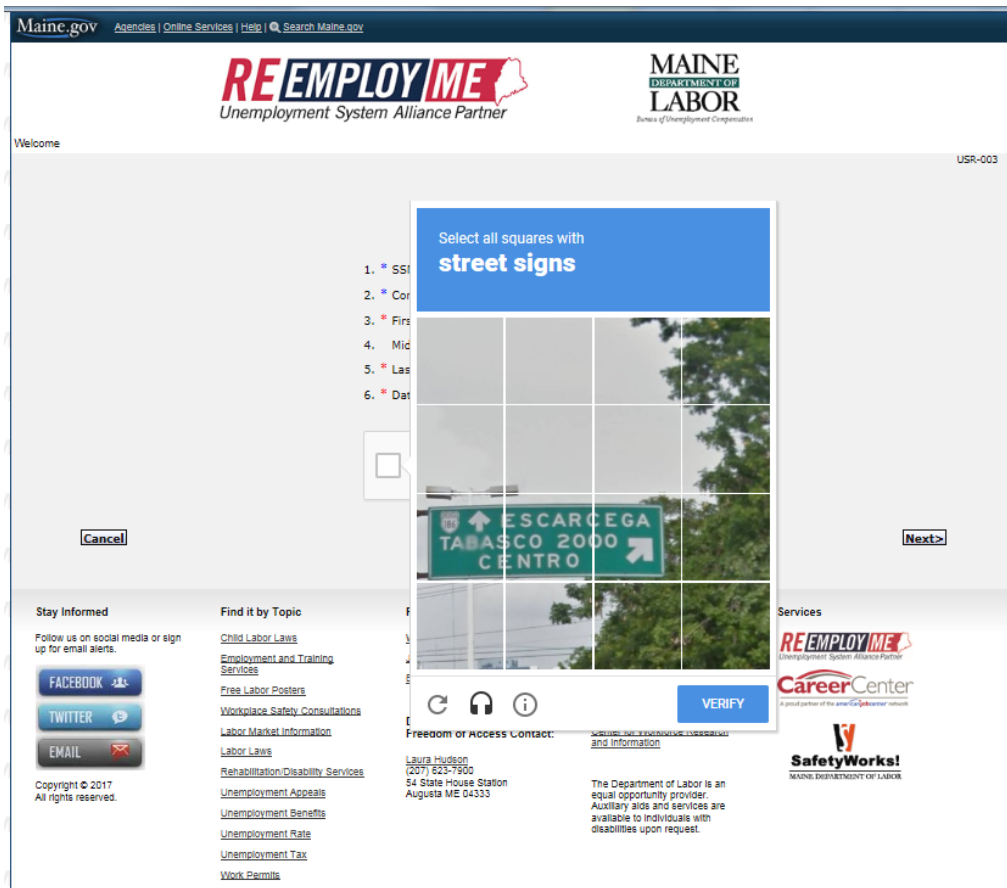 Maine.gov Agencies | Online Services | Help | Search Maine.gov
REEMPLOYME
Unemployment System Alliance Partner
MAINE
DEPARTMENT OF
LABOR
Bureau of Unemployment Compensation
Welcome
USR-003
Select all squares with
street signs
1. * SSN
2. * Con
3. * Firs
4. Mid
5. * Las
6. * Dat
186 ESCARCEGA
TABASCO 2000
CENTRO
VERIFY
Cancel
Next>
Stay Informed
Follow us on social media or sign
up for email alerts.
FACEBOOK
TWITTER
EMAIL
Copyright © 2017
All rights reserved.
Find it by Topic
Child Labor Laws
Employment and Training
Services
Free Labor Posters
Workplace Safety Consultations
Labor Market Information
Labor Laws
Rehabilitation/Disability Services
Unemployment Appeals
Unemployment Benefits
Unemployment Rate
Unemployment Tax
Work Permits
Freedom of Access Contact:
Laura Hudson
(207) 623-7900
54 State House Station
Augusta ME 04333
Center for Workforce Research
and Information
The Department of Labor is an
equal opportunity provider.
Auxiliary aids and services are
available to individuals with
disabilities upon request.
Services
REEMPLOYME
Unemployment System Alliance Partner
CareerCenter
A proud partner of the americanjobcenter network
SafetyWorks!
MAINE DEPARTMENT OF LABOR